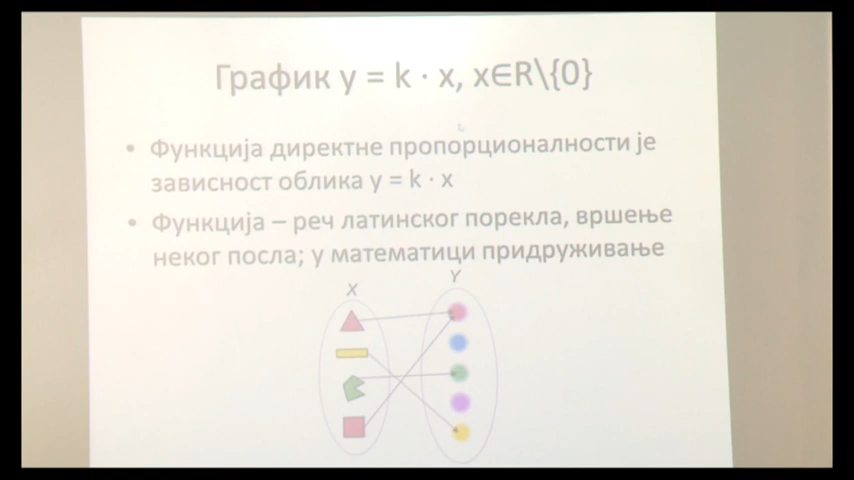 График y = k · x, x∈R\{0}
• Функција директне пропорционалности је
зависност облика y = k · x
• Функција – реч латинског порекла, вршење
неког посла; у математици придруживање
X Y